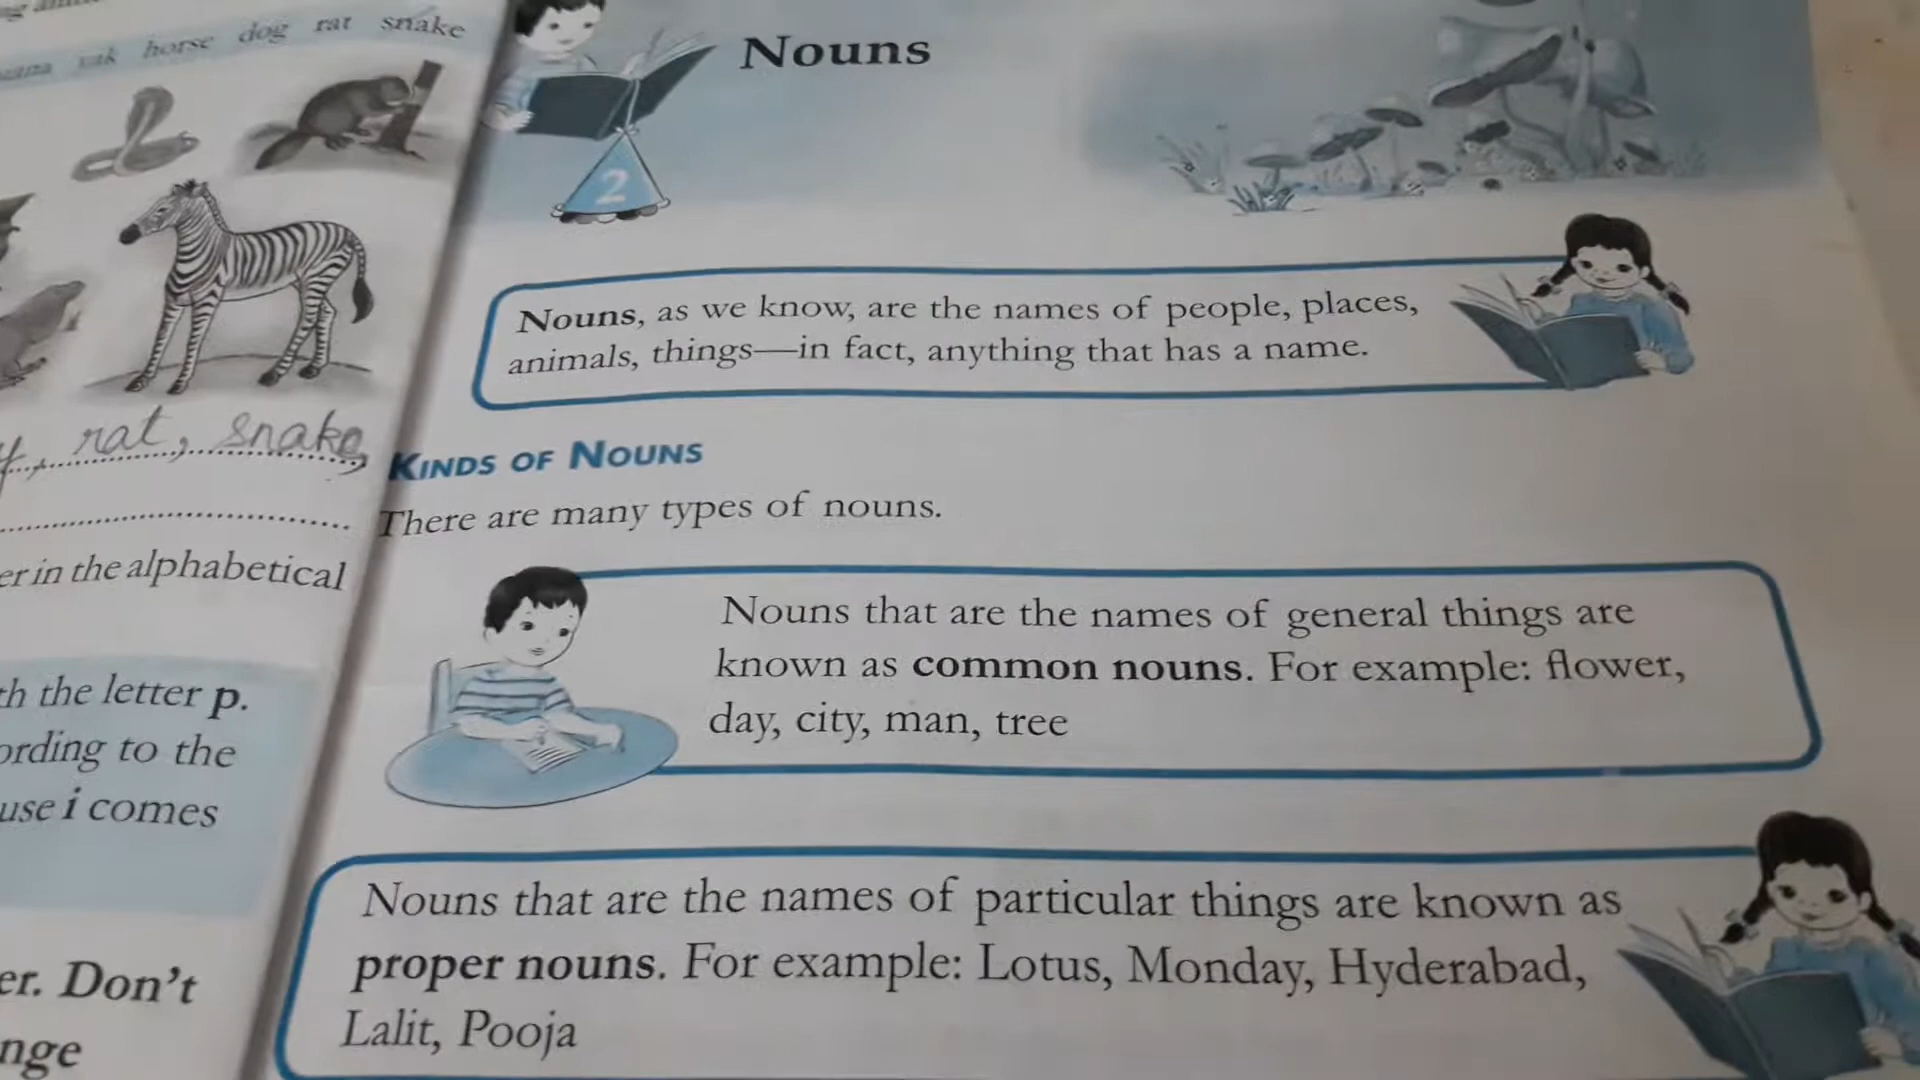 horse dog rat snake
rat, snake,
er in the alphabetical
th the letter p.
ording to the
use i comes
er. Don't
nge
Nouns
2
Nouns, as we know, are the names of people, places,
animals, things—in fact, anything that has a name.
KINDS OF NOUNS
There are many types of nouns.
Nouns that are the names of general things are
known as common nouns. For example: flower,
day, city, man, tree
Nouns that are the names of particular things are known as
proper nouns. For example: Lotus, Monday, Hyderabad,
Lalit, Pooja